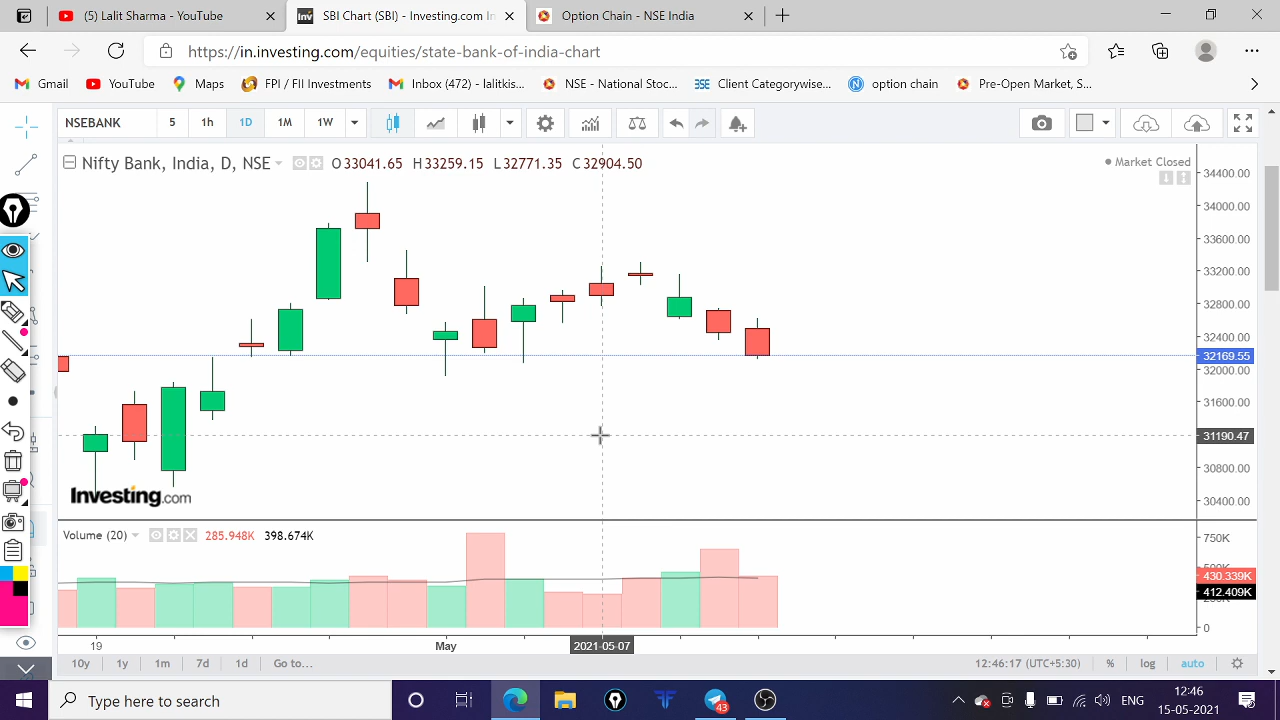 (5) Lalit Sharma - YouTube
SBI Chart (SBI) - Investing.com In
Option Chain - NSE India
https://in.investing.com/equities/state-bank-of-india-chart
Gmail
YouTube
Maps
FPI / FII Investments
Inbox (472) - lalitkis...
NSE - National Stoc...
BSE
Client Categorywise...
option chain
Pre-Open Market, S...
NSEBANK
5
1h
1D
1M
1W
Nifty Bank, India, D, NSE
O 33041.65 H 33259.15 L 32771.35 C 32904.50
Market Closed
34400.00
34000.00
33600.00
33200.00
32800.00
32400.00
32169.55
32000.00
31600.00
31190.47
30800.00
30400.00
Investing.com
Volume (20)
285.948K
398.674K
750K
430.339K
412.409K
0
19
May
2021-05-07
10y
1y
1m
7d
1d
Go to...
12:46:17 (UTC+5:30)
%
log
auto
Type here to search
43
ENG
12:46
15-05-2021